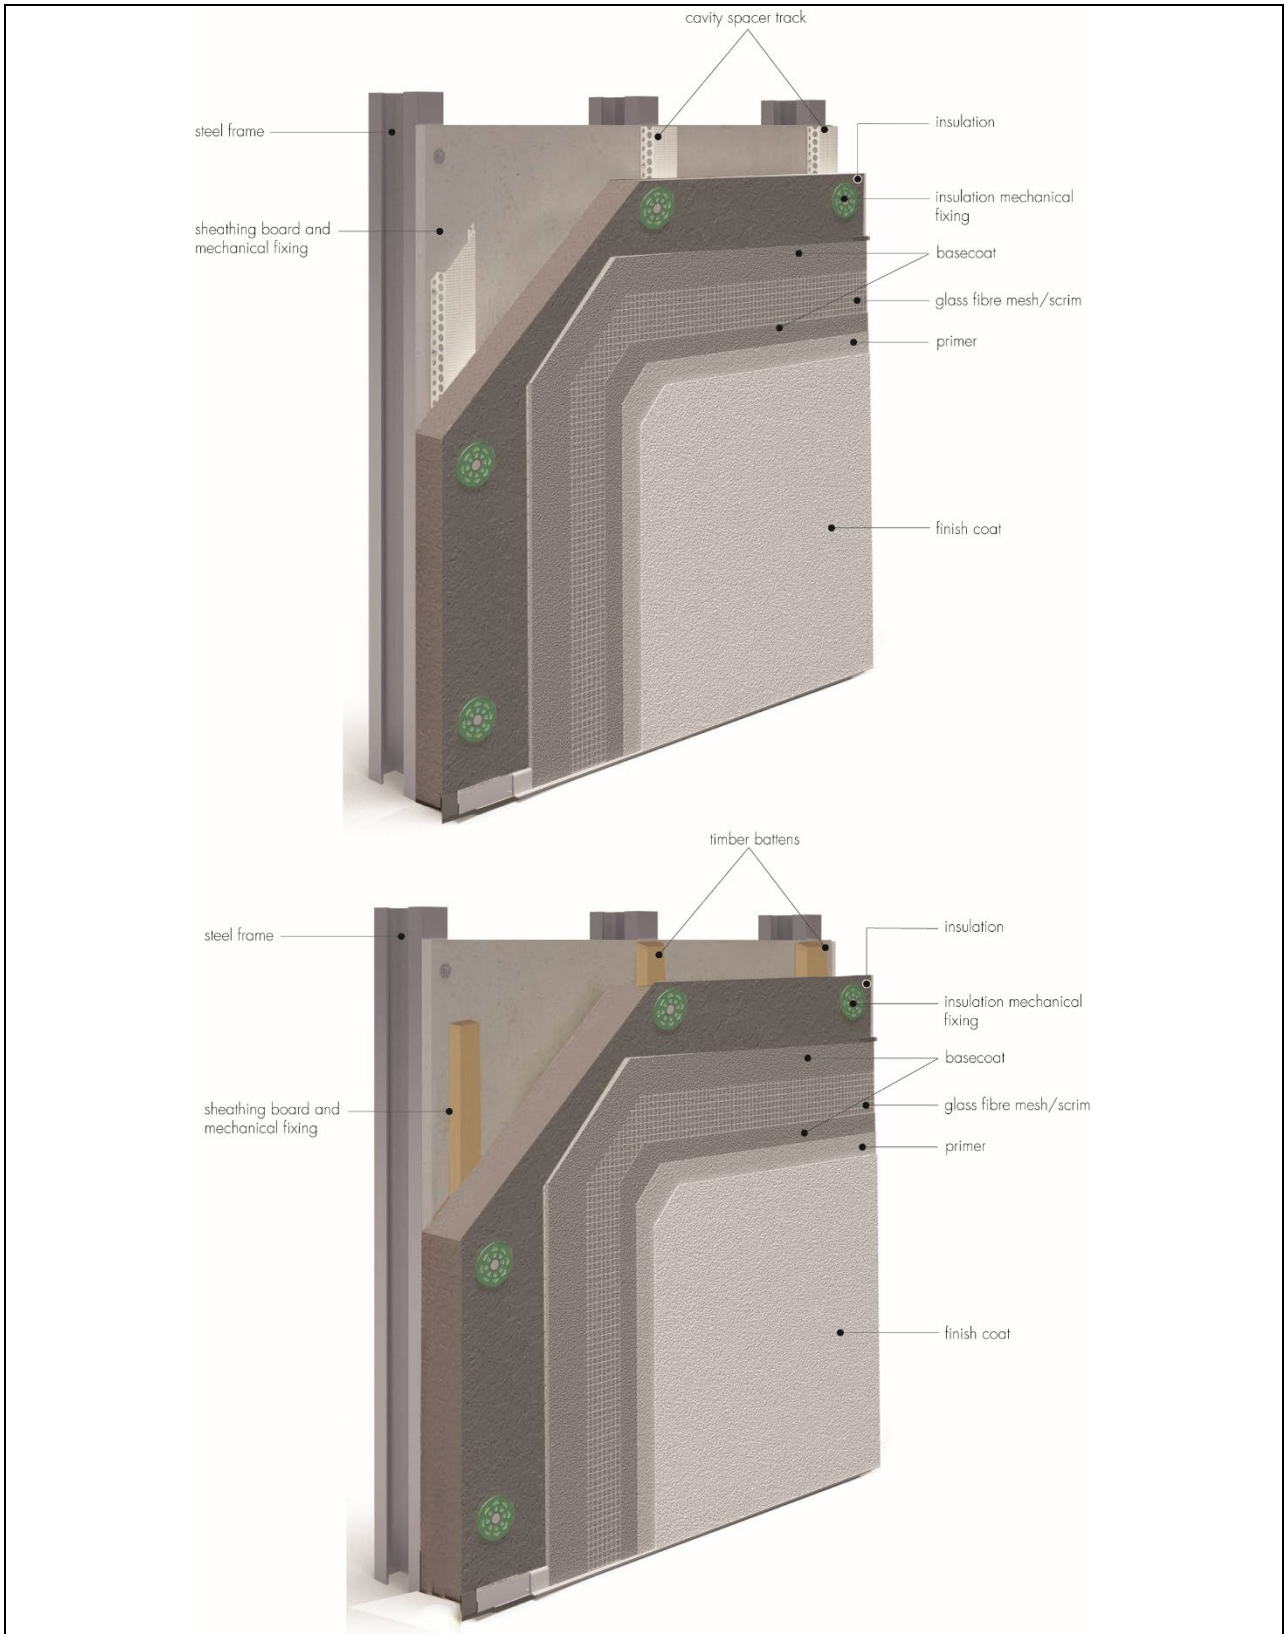 cavity spacer track
steel frame
insulation
insulation mechanical
fixing
sheathing board and
mechanical fixing
basecoat
glass fibre mesh/scrim
primer
finish coat
timber battens
steel frame
insulation
insulation mechanical
fixing
basecoat
sheathing board and
mechanical fixing
glass fibre mesh/scrim
primer
finish coat